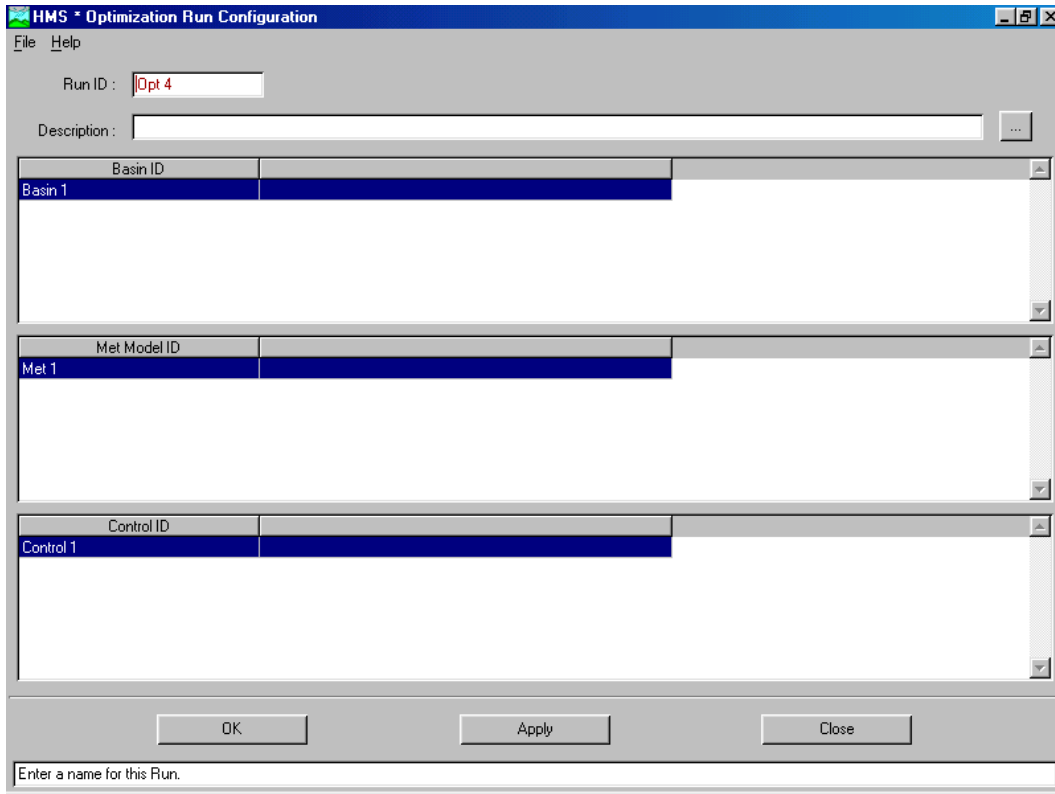 HMS * Optimization Run Configuration
File Help
Run ID : Opt 4
Description : ...
Basin ID
Basin 1
Met Model ID
Met 1
Control ID
Control 1
OK Apply Close
Enter a name for this Run.